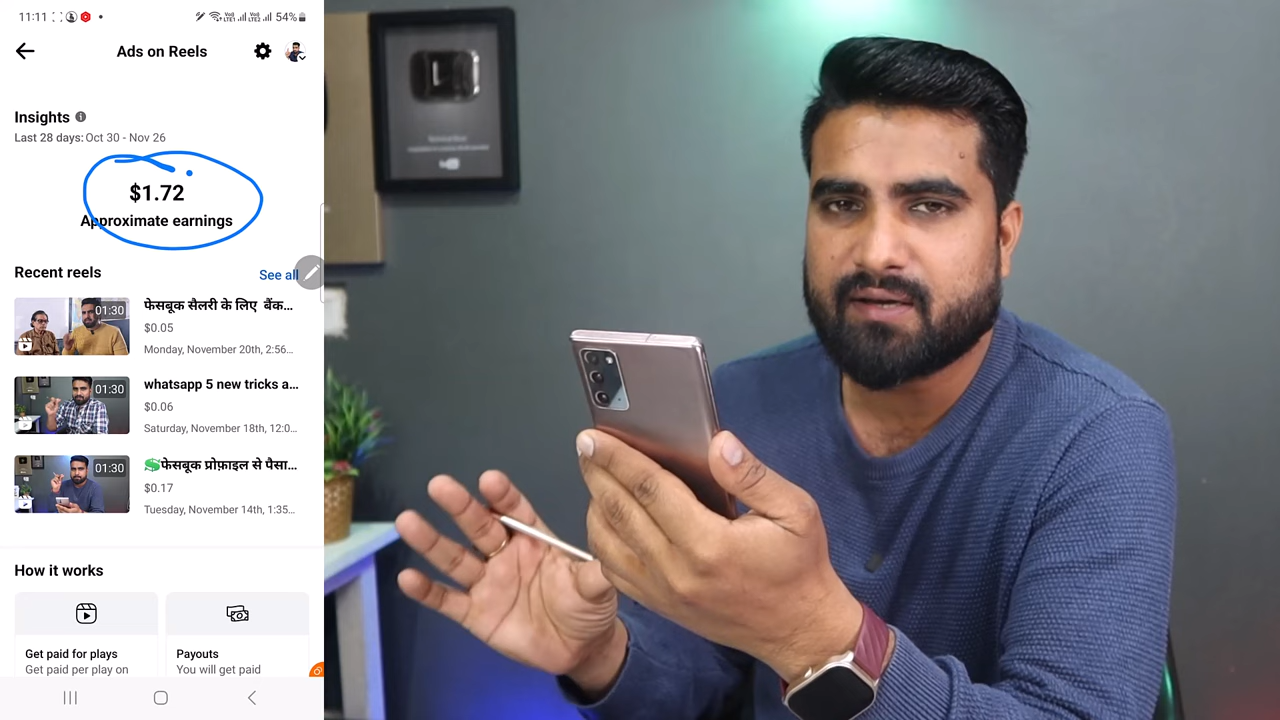 11:11
54%
Ads on Reels
Insights
Last 28 days: Oct 30 - Nov 26
$1.72
Approximate earnings
Recent reels
See all
01:30
फेसबूक सैलरी के लिए बैंक...
$0.05
Monday, November 20th, 2:56...
01:30
whatsapp 5 new tricks a...
$0.06
Saturday, November 18th, 12:0...
01:30
फेसबूक प्रोफ़ाइल से पैसा...
$0.17
Tuesday, November 14th, 1:35...
How it works
Get paid for plays
Get paid per play on
Payouts
You will get paid